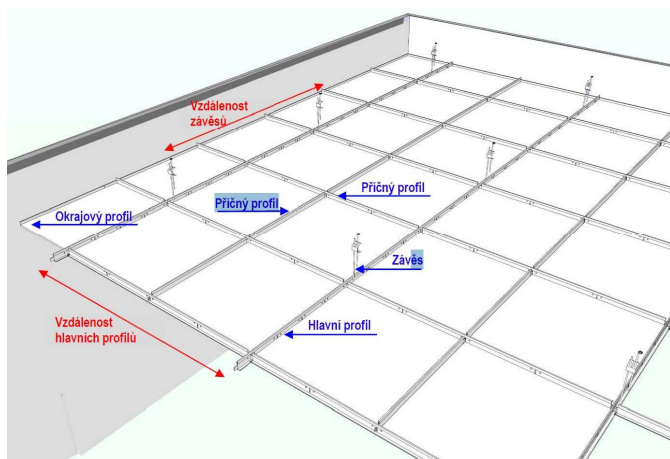 Vzdálenost
závěsů
Příčný profil
Příčný profil
Okrajový profil
Závěs
Vzdálenost
hlavních profilů
Hlavní profil